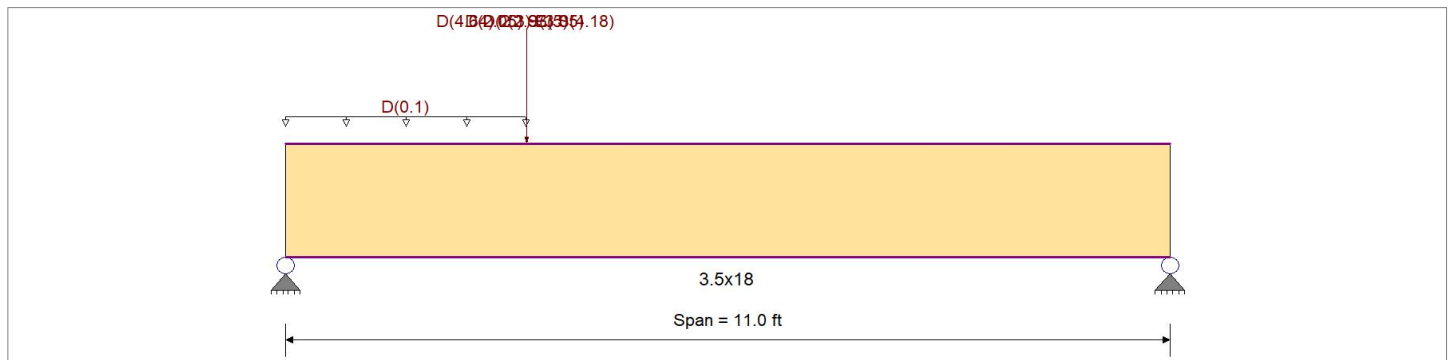 D(0.1)
3.5x18
Span = 11.0 ft